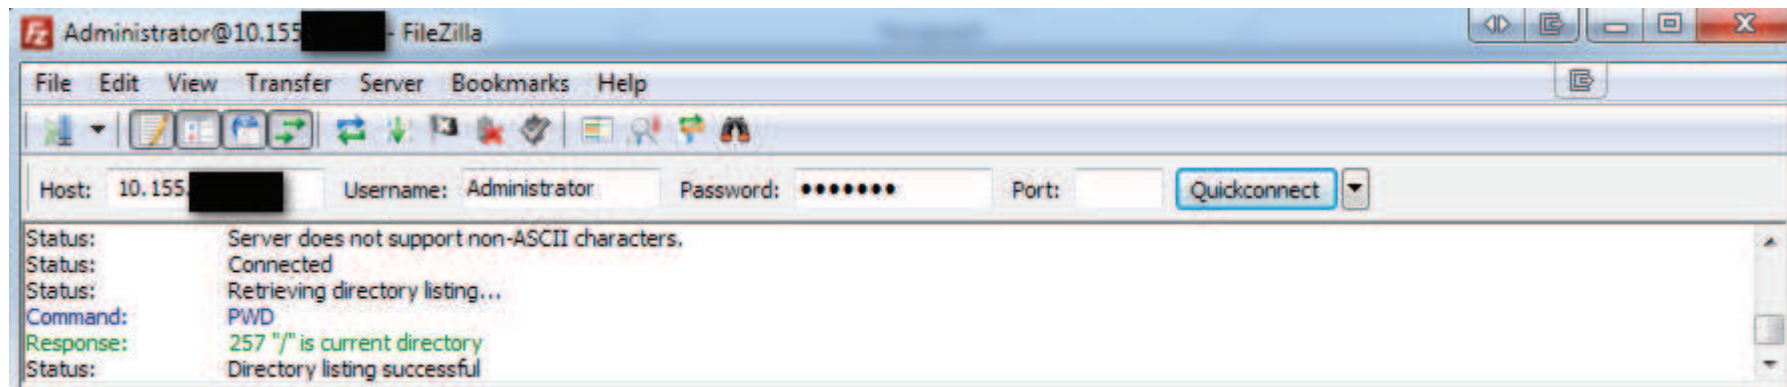 Administrator@10.155 - FileZilla
File Edit View Transfer Server Bookmarks Help
Host: 10.155. Username: Administrator Password: ••••••• Port: Quickconnect
Status: Server does not support non-ASCII characters.
Status: Connected
Status: Retrieving directory listing...
Command: PWD
Response: 257 "/" is current directory
Status: Directory listing successful